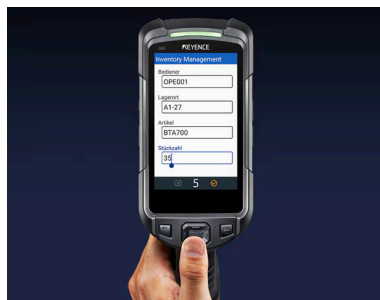 KEYENCE
Inventory Management
Bediener
OPE001
Lagerort
A1-27
Artikel
BTA700
Stückzahl
35
5